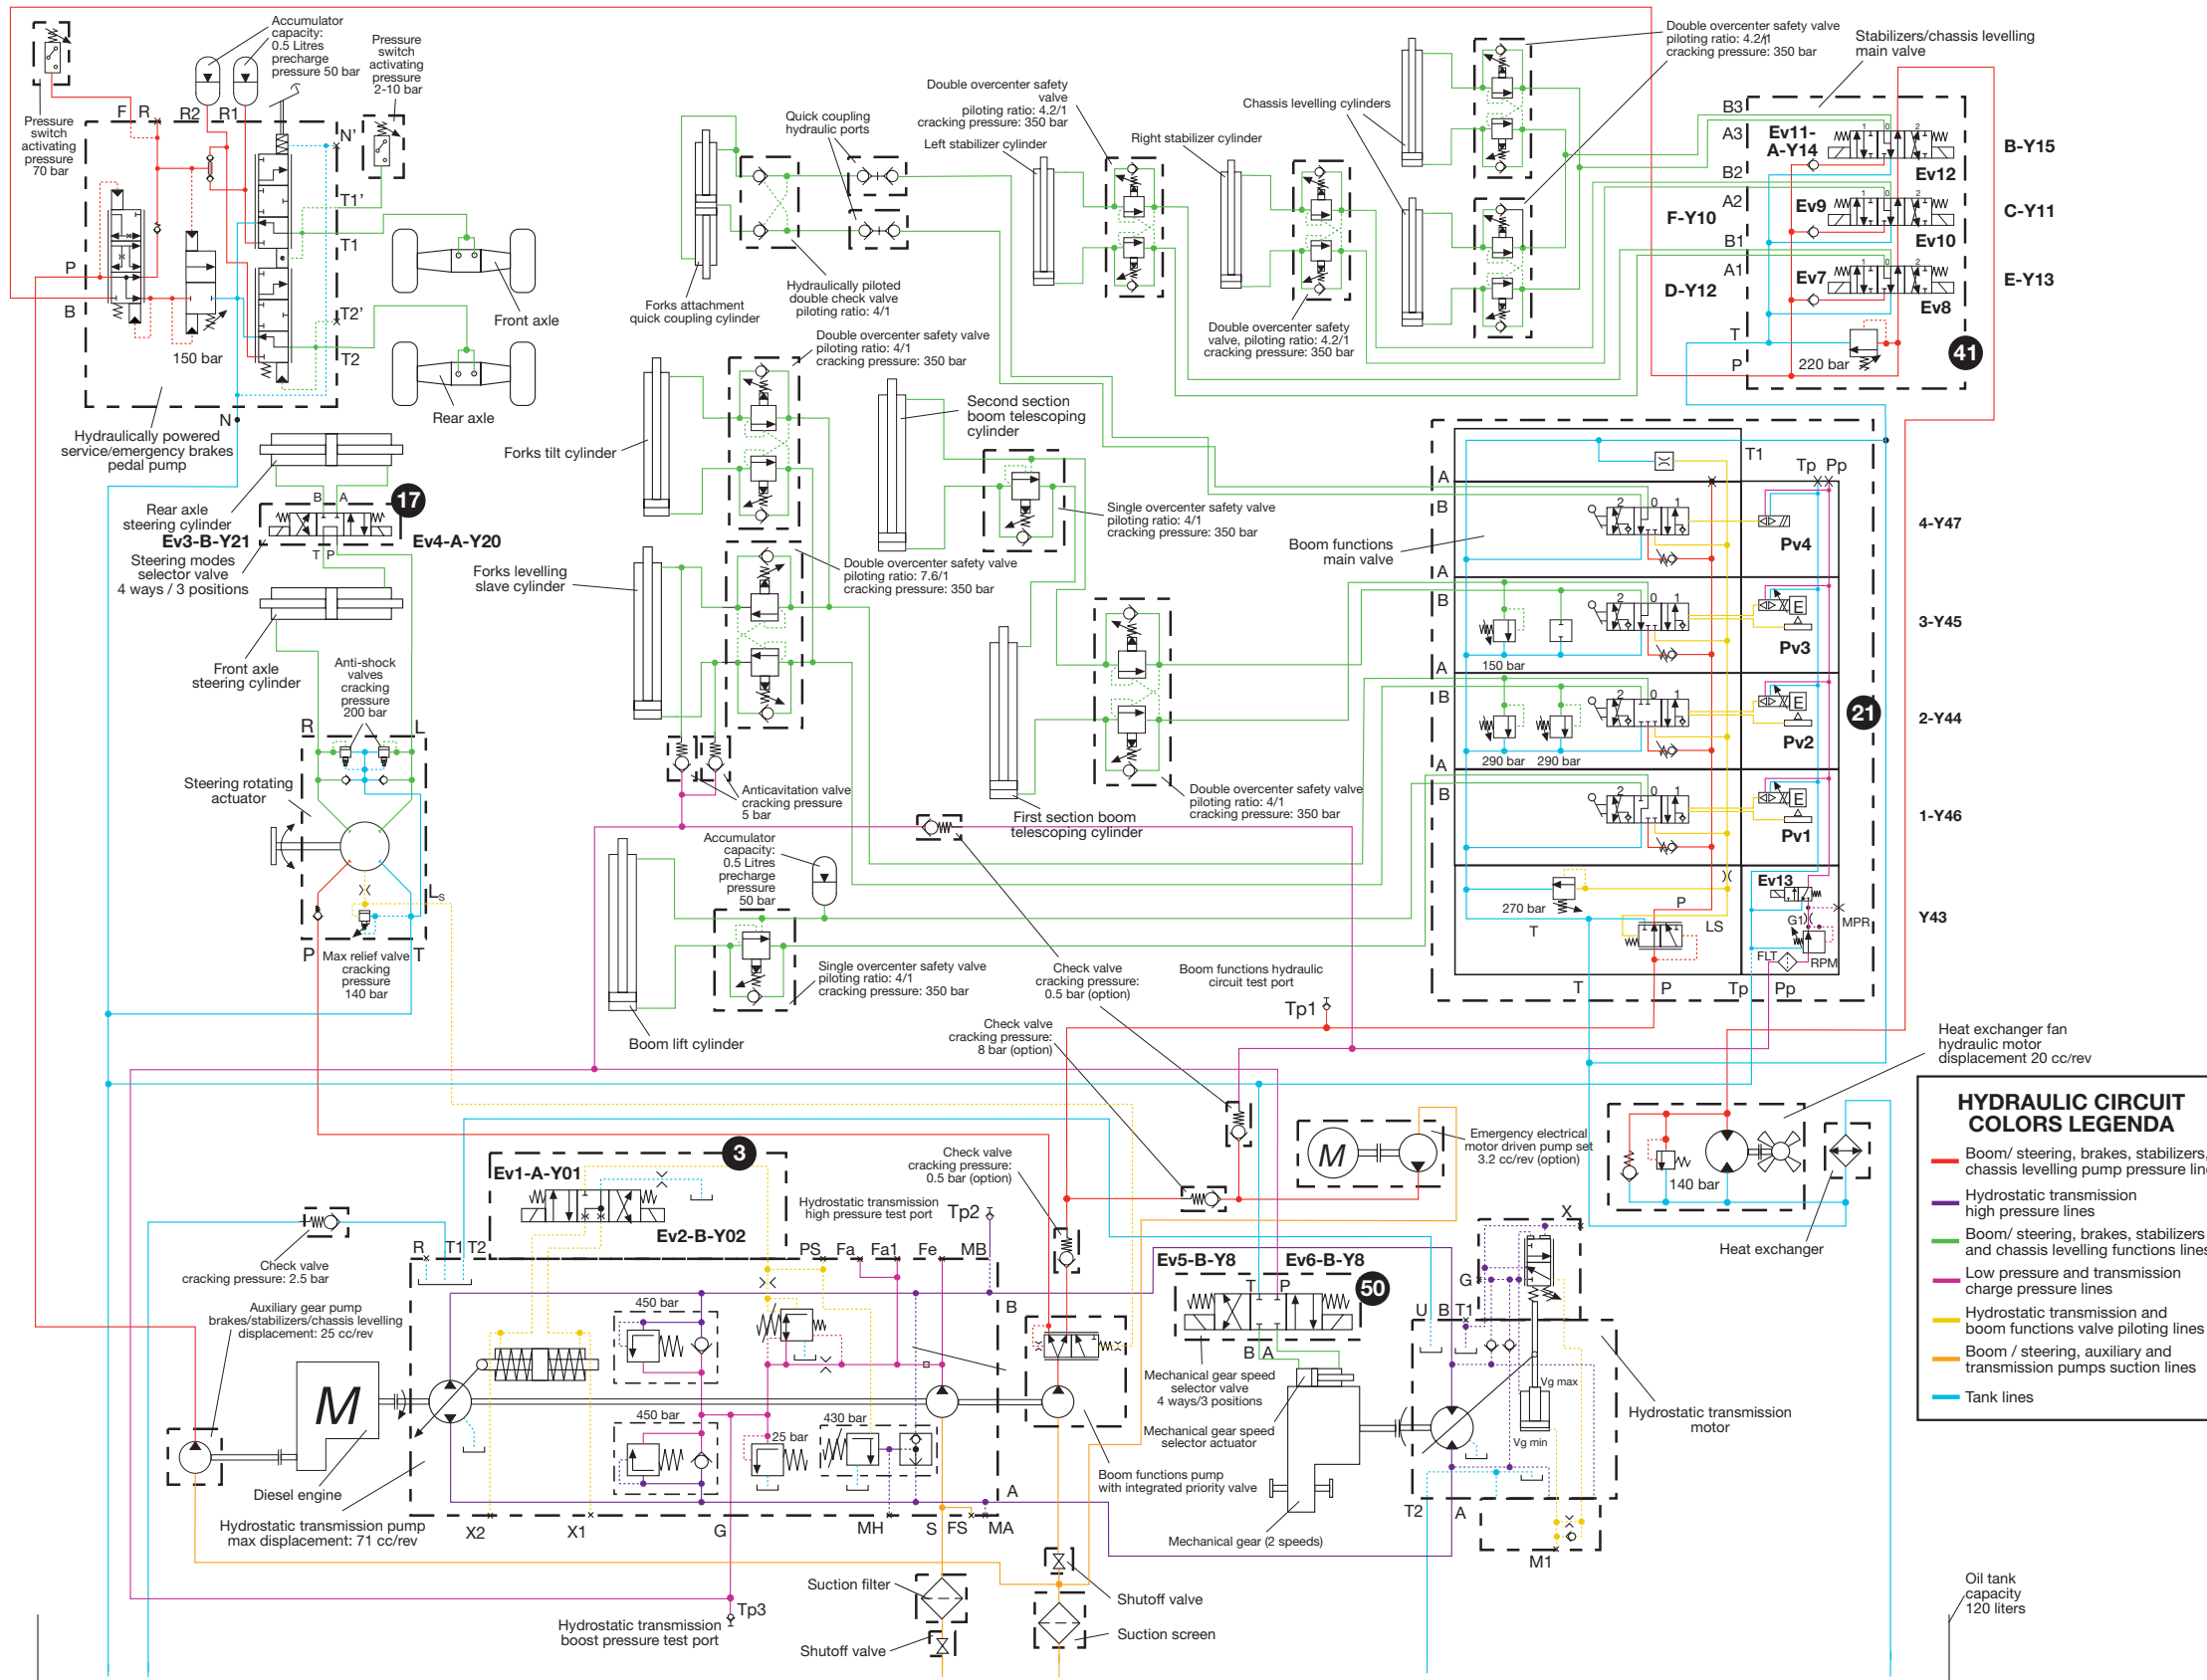 Accumulator
capacity:
0.5 Litres
precharge
pressure 50 bar
Pressure
switch
activating
pressure
2-10 bar
Pressure
switch
activating
pressure
70 bar
F
R
R2
R1
N'
T1'
T1
T2'
T2
P
B
N
150 bar
Front axle
Rear axle
Hydraulically powered
service/emergency brakes
pedal pump
Quick coupling
hydraulic ports
Forks attachment
quick coupling cylinder
Hydraulically piloted
double check valve
piloting ratio: 4/1
Double overcenter safety
valve
piloting ratio: 4.2/1
cracking pressure: 350 bar
Left stabilizer cylinder
Right stabilizer cylinder
Chassis levelling cylinders
Double overcenter safety valve
piloting ratio: 4.2/1
cracking pressure: 350 bar
Double overcenter safety
valve, piloting ratio: 4.2/1
cracking pressure: 350 bar
Stabilizers/chassis levelling
main valve
B3
A3
B2
A2
B1
A1
T
P
Ev11-
A-Y14
1 0 2
Ev12
B-Y15
F-Y10
Ev9
1 0 2
Ev10
C-Y11
D-Y12
Ev7
1 0 2
Ev8
E-Y13
220 bar
41
Rear axle
steering cylinder
B A
17
Ev3-B-Y21
Ev4-A-Y20
T P
Steering modes
selector valve
4 ways / 3 positions
Front axle
steering cylinder
Anti-shock
valves
cracking
pressure
200 bar
R
L
Steering rotating
actuator
Ls
P
T
Max relief valve
cracking
pressure
140 bar
Forks tilt cylinder
Double overcenter safety valve
piloting ratio: 4/1
cracking pressure: 350 bar
Forks levelling
slave cylinder
Double overcenter safety valve
piloting ratio: 7.6/1
cracking pressure: 350 bar
Anticavitation valve
cracking pressure
5 bar
Second section
boom telescoping
cylinder
Single overcenter safety valve
piloting ratio: 4/1
cracking pressure: 350 bar
Double overcenter safety valve
piloting ratio: 4/1
cracking pressure: 350 bar
First section boom
telescoping cylinder
Accumulator
capacity:
0.5 Litres
precharge
pressure
50 bar
Single overcenter safety valve
piloting ratio: 4/1
cracking pressure: 350 bar
Boom lift cylinder
Check valve
cracking pressure:
0.5 bar (option)
Check valve
cracking pressure:
8 bar (option)
Boom functions hydraulic
circuit test port
Tp1
Boom functions
main valve
T1
Tp Pp
A
B
2 0 1
Pv4
4-Y47
A
B
2 0 1
E
150 bar
Pv3
3-Y45
A
B
2 0 1
E
290 bar
290 bar
Pv2
2-Y44
21
A
B
2 0 1
E
Pv1
1-Y46
270 bar
T
P
LS
Ev13
G1
MPR
FLT
RPM
Y43
T
P
Tp
Pp
Heat exchanger fan
hydraulic motor
displacement 20 cc/rev
140 bar
Heat exchanger
HYDRAULIC CIRCUIT
COLORS LEGENDA
Boom/ steering, brakes, stabilizers,
chassis levelling pump pressure lin
Hydrostatic transmission
high pressure lines
Boom/ steering, brakes, stabilizers
and chassis levelling functions lines
Low pressure and transmission
charge pressure lines
Hydrostatic transmission and
boom functions valve piloting lines
Boom / steering, auxiliary and
transmission pumps suction lines
Tank lines
Emergency electrical
motor driven pump set
3.2 cc/rev (option)
M
Check valve
cracking pressure:
0.5 bar (option)
Hydrostatic transmission
high pressure test port
Tp2
3
Ev1-A-Y01
Ev2-B-Y02
Check valve
cracking pressure: 2.5 bar
R
T1
T2
PS
Fa
Fa1
Fe
MB
Auxiliary gear pump
brakes/stabilizers/chassis levelling
displacement: 25 cc/rev
M
Diesel engine
Hydrostatic transmission pump
max displacement: 71 cc/rev
450 bar
450 bar
25 bar
430 bar
B
A
X2
X1
G
MH
S
FS
MA
Boom functions pump
with integrated priority valve
Ev5-B-Y8
Ev6-B-Y8
50
T P
B A
Mechanical gear speed
selector valve
4 ways/3 positions
Mechanical gear speed
selector actuator
Mechanical gear (2 speeds)
X
G
U
B
T1
Vg max
Vg min
T2
A
M1
Hydrostatic transmission
motor
Suction filter
Shutoff valve
Shutoff valve
Suction screen
Tp3
Hydrostatic transmission
boost pressure test port
Oil tank
capacity
120 liters